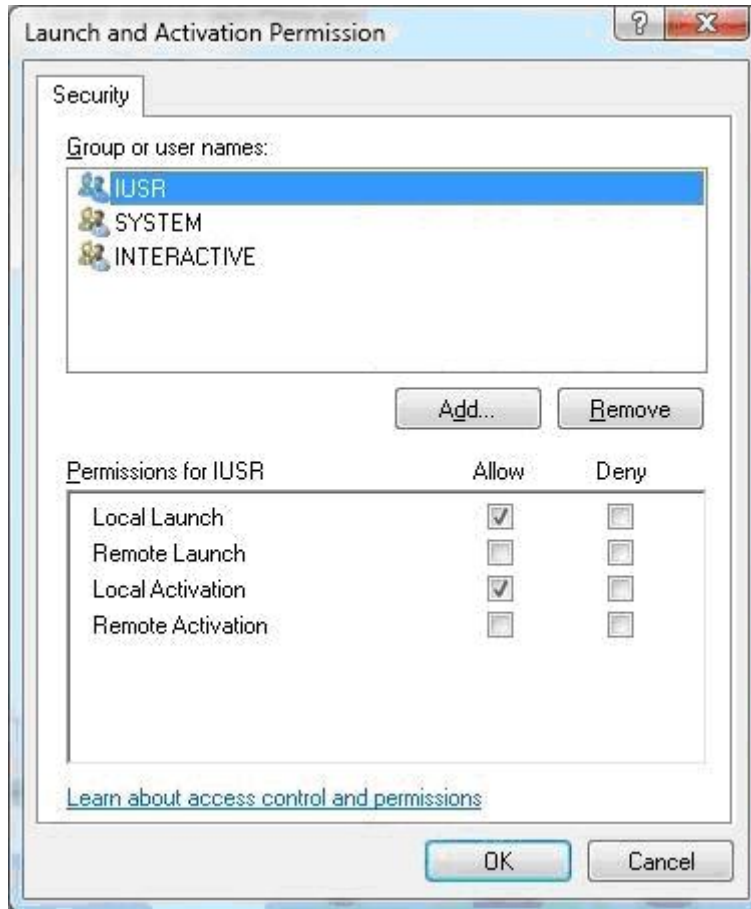 Launch and Activation Permission
Security
Group or user names:
IUSR
SYSTEM
INTERACTIVE
Add... Remove
Permissions for IUSR Allow Deny
Local Launch
Remote Launch
Local Activation
Remote Activation
Learn about access control and permissions
OK Cancel